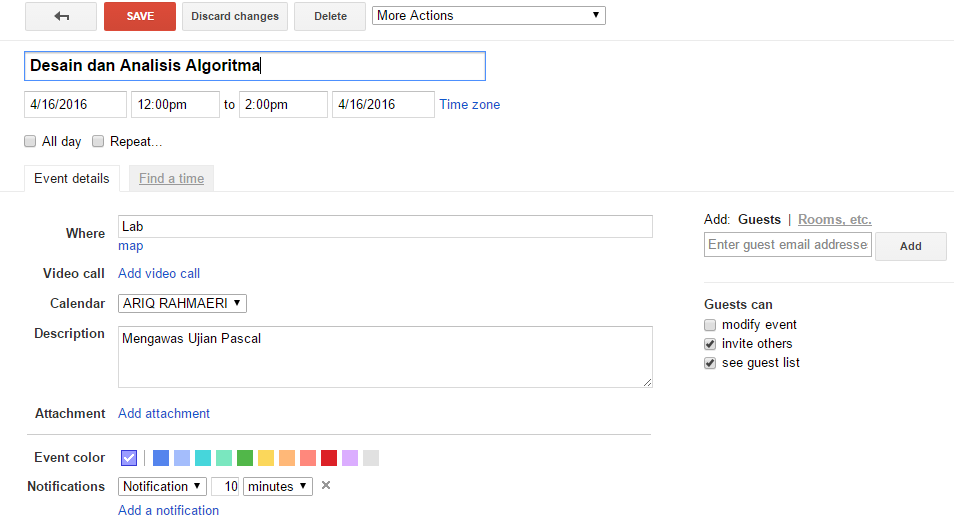 SAVE Discard changes Delete More Actions
Desain dan Analisis Algoritma
4/16/2016 12:00pm to 2:00pm 4/16/2016 Time zone
All day Repeat...
Event details Find a time
Where Lab
map
Video call Add video call
Calendar ARIQ RAHMAERI
Description Mengawas Ujian Pascal
Attachment Add attachment
Event color
Notifications Notification 10 minutes
Add a notification
Add: Guests | Rooms, etc.
Enter guest email addresse Add
Guests can
modify event
invite others
see guest list